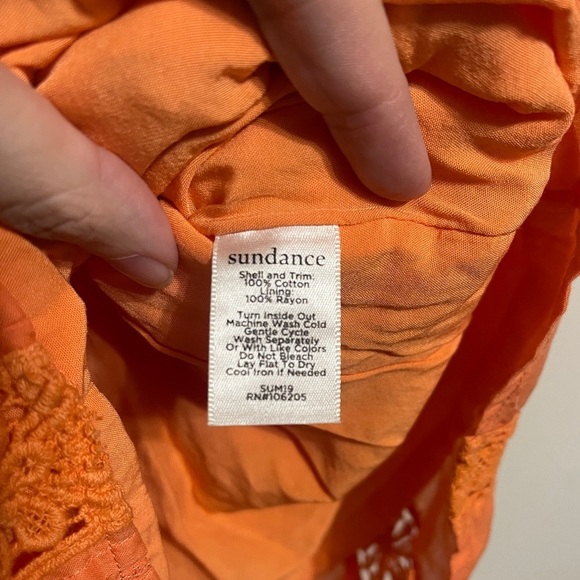 sundance
Shell and Trim:
100% Cotton
Lining:
100% Rayon
Turn Inside Out
Machine Wash Cold
Gentle Cycle
Wash Separately
Or With Like Colors
Do Not Bleach
Lay Flat To Dry
Cool Iron If Needed
SUM19
RN#106205